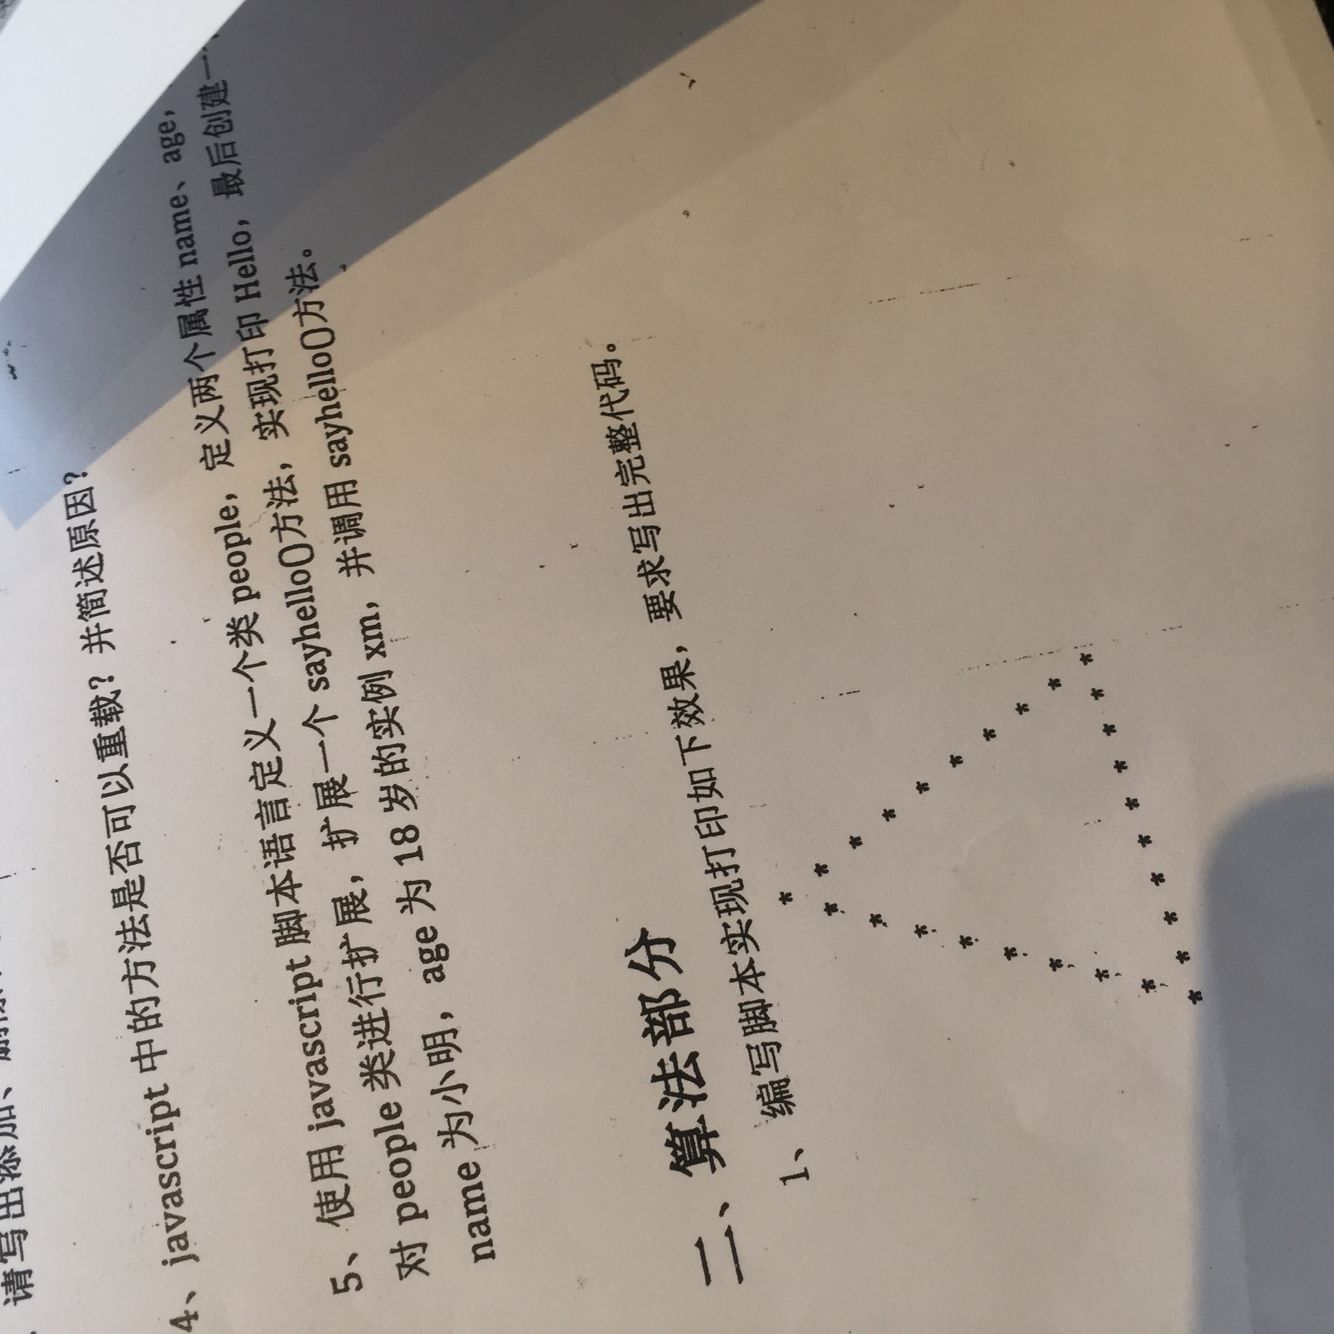 请写出添加、删除
4、javascript 中的方法是否可以重载？并简述原因？
5、使用 javascript 脚本语言定义一个类 people，定义两个属性 name、age，
对 people 类进行扩展，扩展一个 sayhello()方法，实现打印 Hello，最后创建一个
name 为小明，age 为 18 岁的实例 xm，并调用 sayhello()方法。
二、算法部分
1、编写脚本实现打印如下效果，要求写出完整代码。
*
* *
* *
* *
* *
* *
* *
* *
* *
* * * * * * * * * *